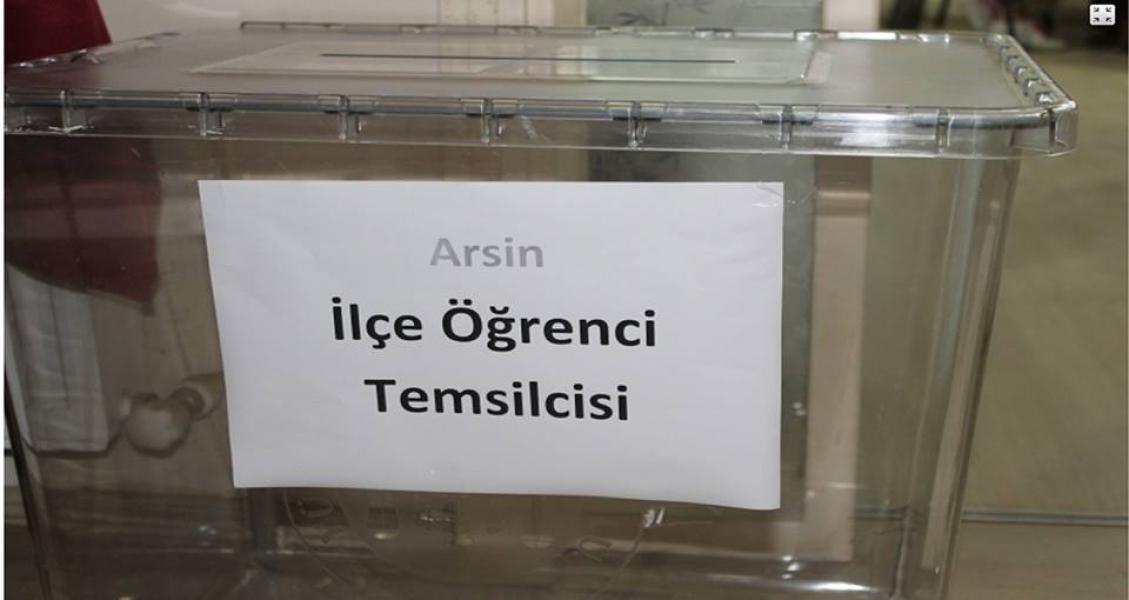 Arsin
İlçe Öğrenci
Temsilcisi